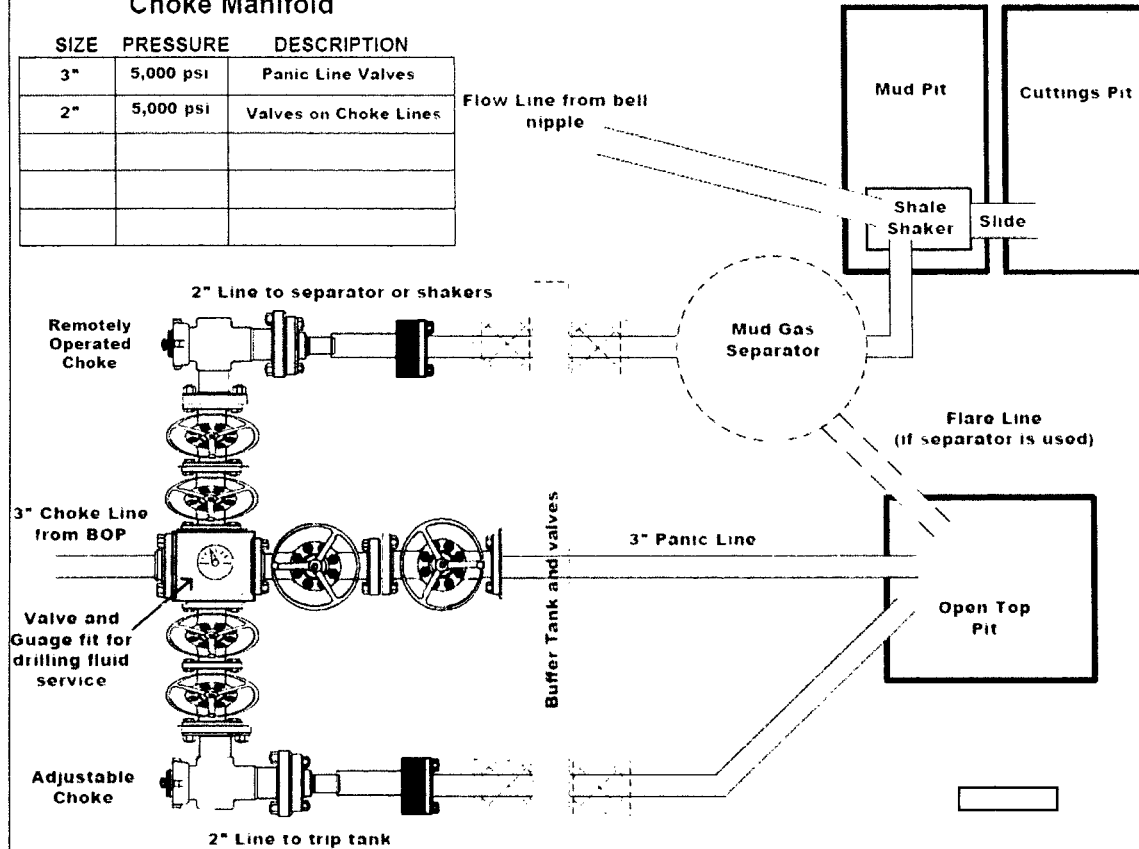 Choke Manifold
SIZE PRESSURE DESCRIPTION
3" 5,000 psi Panic Line Valves
2" 5,000 psi Valves on Choke Lines
Flow Line from bell
nipple
Mud Pit
Cuttings Pit
Shale
Shaker
Slide
2" Line to separator or shakers
Remotely
Operated
Choke
Mud Gas
Separator
Flare Line
(if separator is used)
3" Choke Line
from BOP
3" Panic Line
Buffer Tank and valves
Valve and
Guage fit for
drilling fluid
service
Open Top
Pit
Adjustable
Choke
2" Line to trip tank